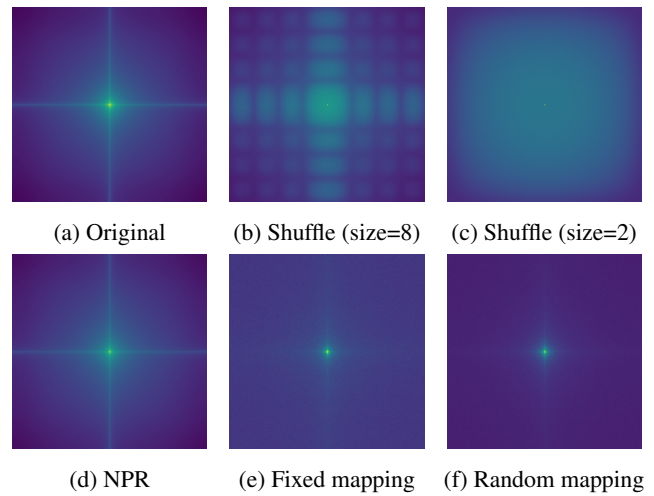 (a) Original
(b) Shuffle (size=8)
(c) Shuffle (size=2)
(d) NPR
(e) Fixed mapping
(f) Random mapping